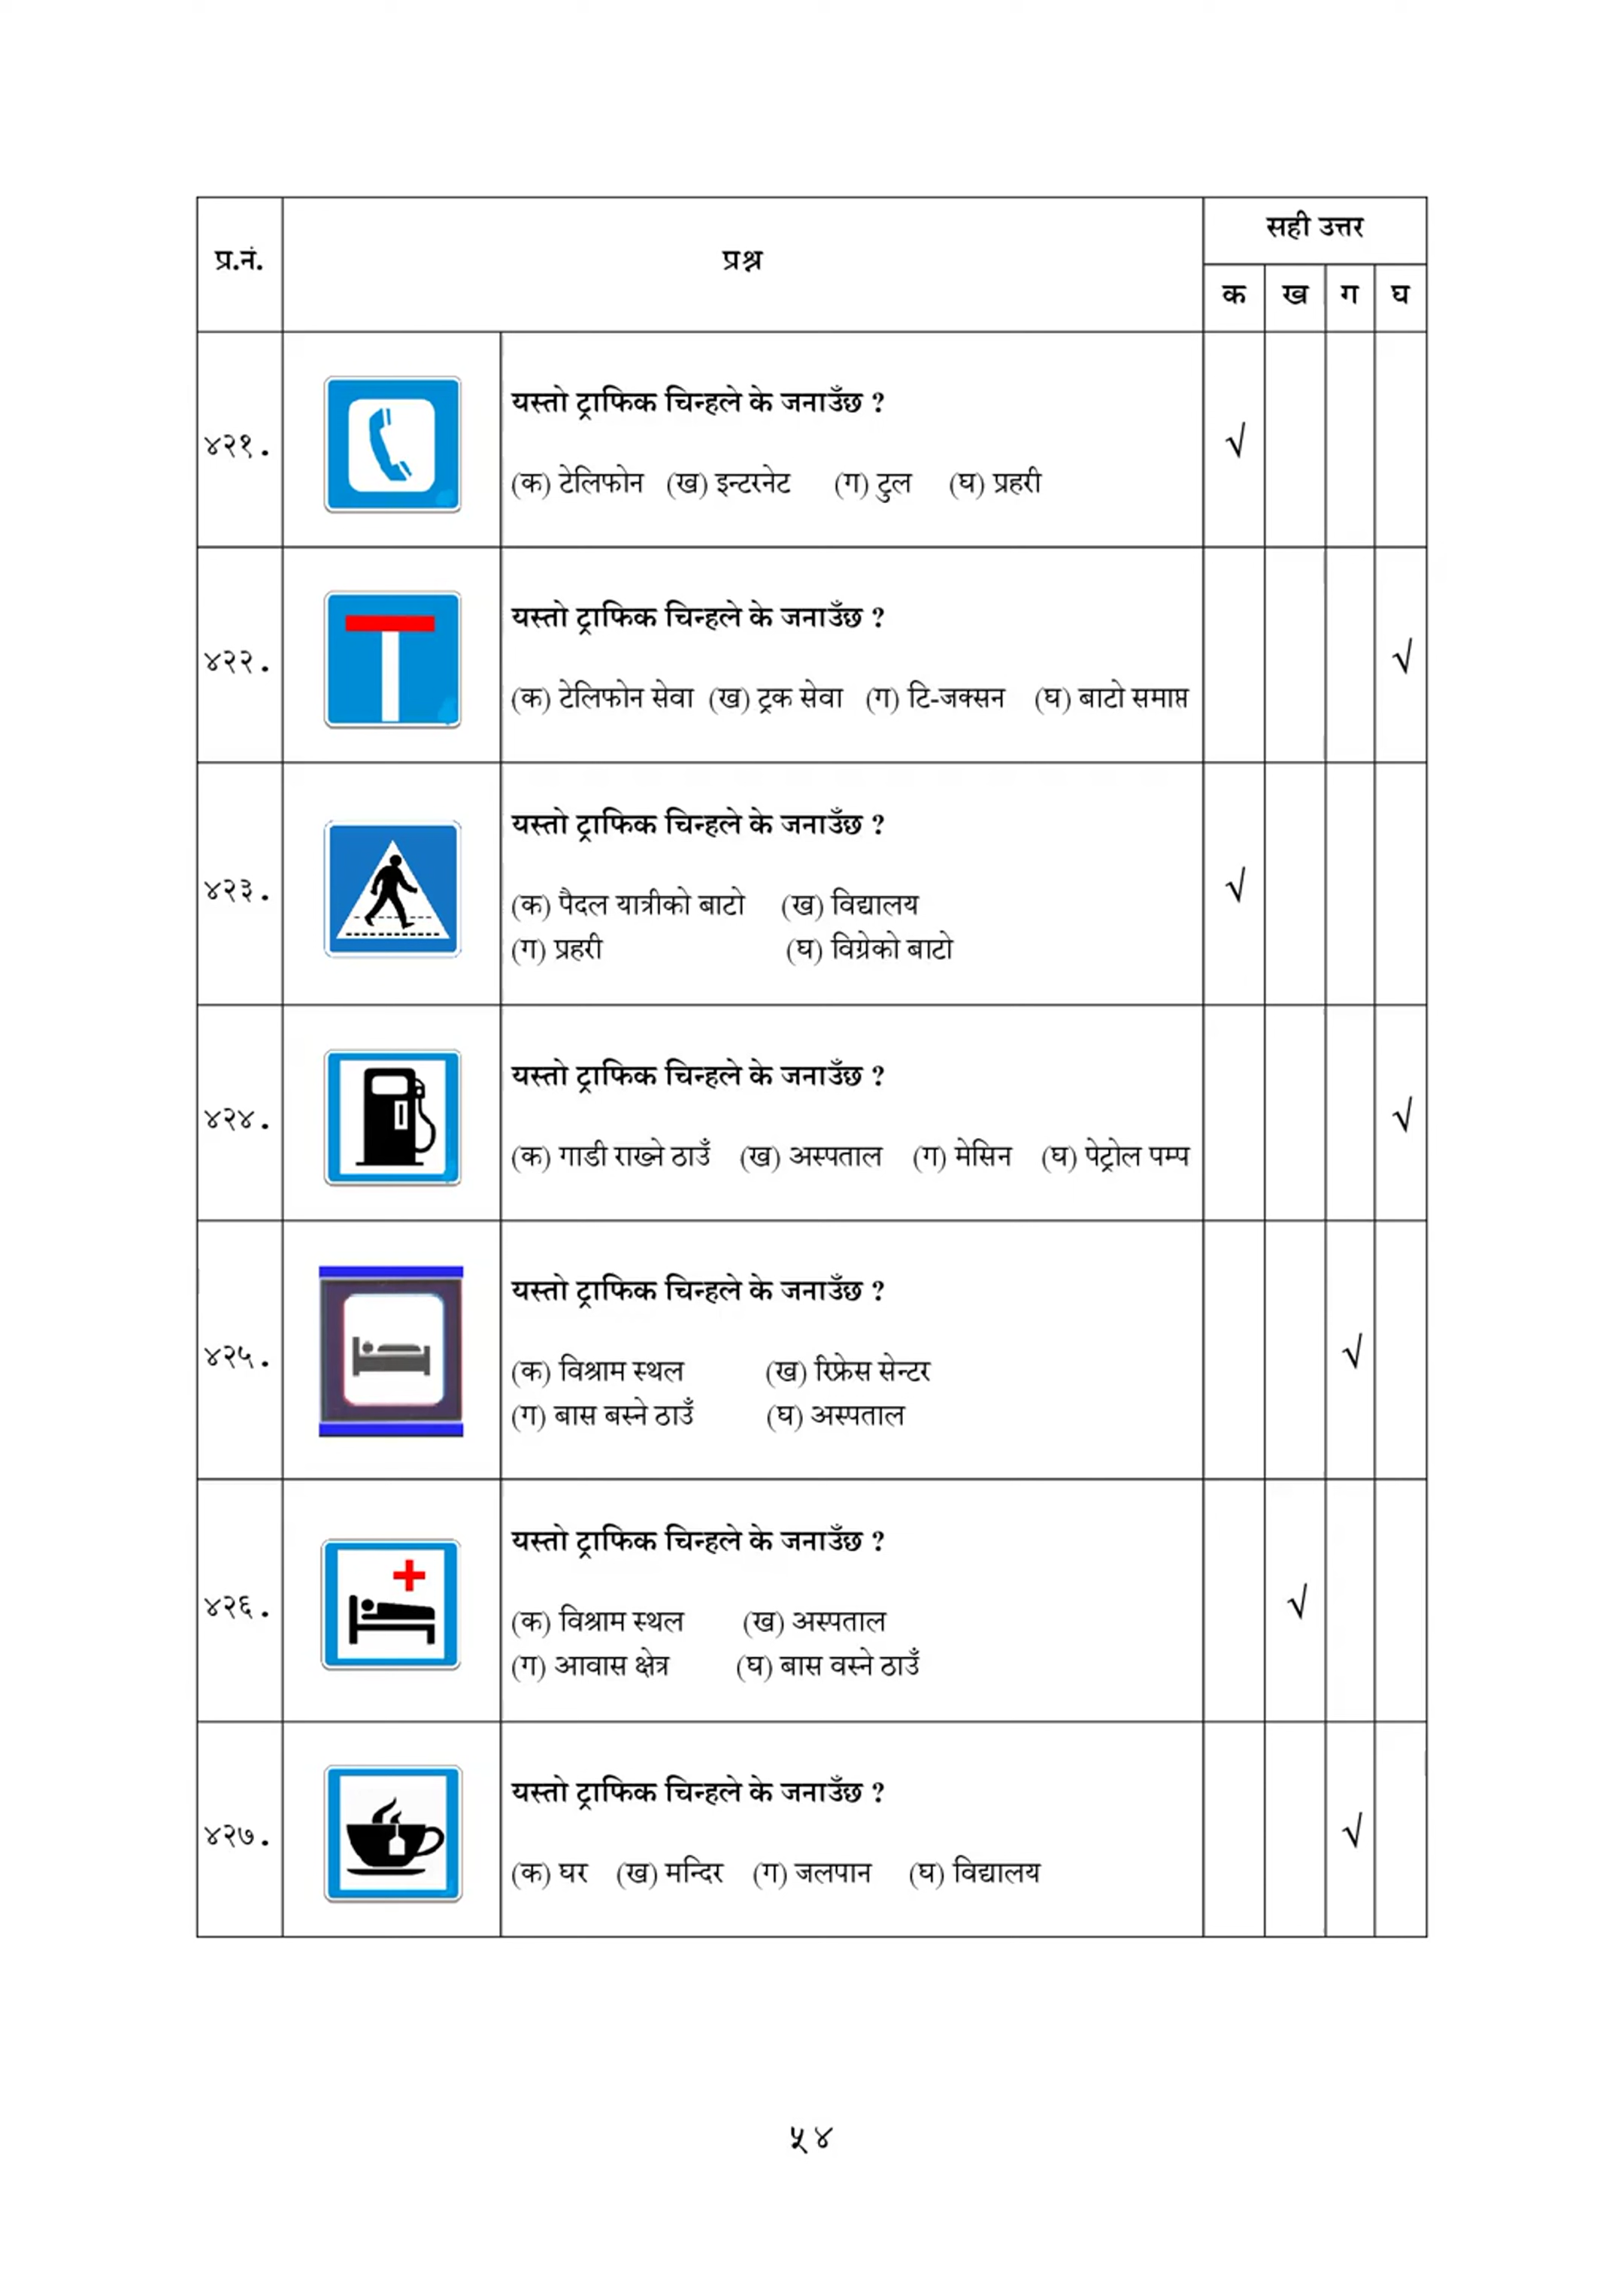 प्र.नं.
प्रश्न
सही उत्तर
क ख ग घ
४२१.
यस्तो ट्राफिक चिन्हले के जनाउँछ ?
(क) टेलिफोन (ख) इन्टरनेट (ग) टुल (घ) प्रहरी
√
४२२.
यस्तो ट्राफिक चिन्हले के जनाउँछ ?
(क) टेलिफोन सेवा (ख) ट्रक सेवा (ग) टि-जक्सन (घ) बाटो समाप्त
√
४२३.
यस्तो ट्राफिक चिन्हले के जनाउँछ ?
(क) पैदल यात्रीको बाटो (ख) विद्यालय
(ग) प्रहरी (घ) विग्रेको बाटो
√
४२४.
यस्तो ट्राफिक चिन्हले के जनाउँछ ?
(क) गाडी राख्ने ठाउँ (ख) अस्पताल (ग) मेसिन (घ) पेट्रोल पम्प
√
४२५.
यस्तो ट्राफिक चिन्हले के जनाउँछ ?
(क) विश्राम स्थल (ख) रिफ्रेस सेन्टर
(ग) बास बस्ने ठाउँ (घ) अस्पताल
√
४२६.
यस्तो ट्राफिक चिन्हले के जनाउँछ ?
(क) विश्राम स्थल (ख) अस्पताल
(ग) आवास क्षेत्र (घ) बास वस्ने ठाउँ
√
४२७.
यस्तो ट्राफिक चिन्हले के जनाउँछ ?
(क) घर (ख) मन्दिर (ग) जलपान (घ) विद्यालय
√
५४